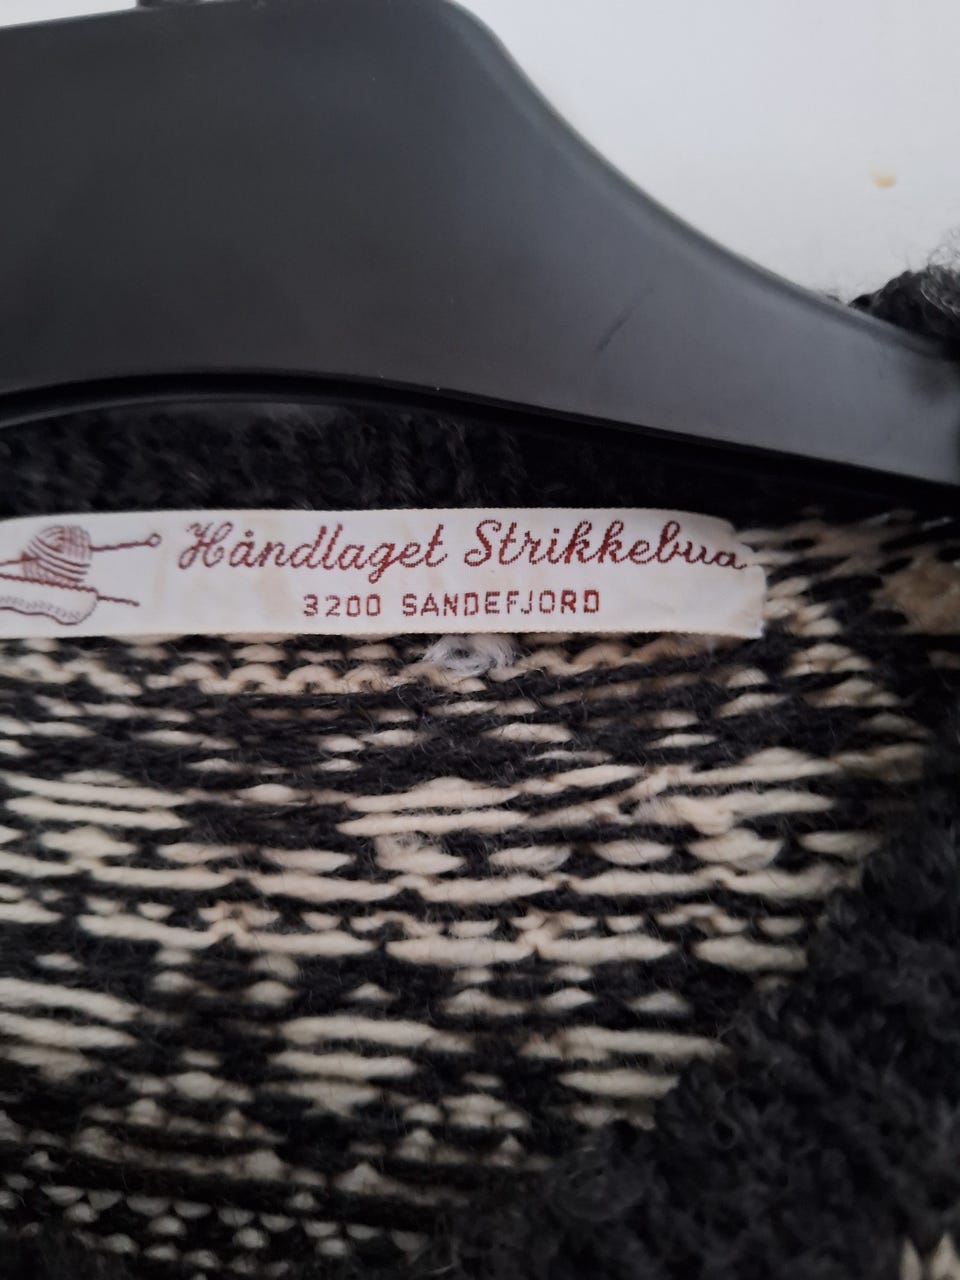 Håndlaget Strikkebua
3200 SANDEFJORD